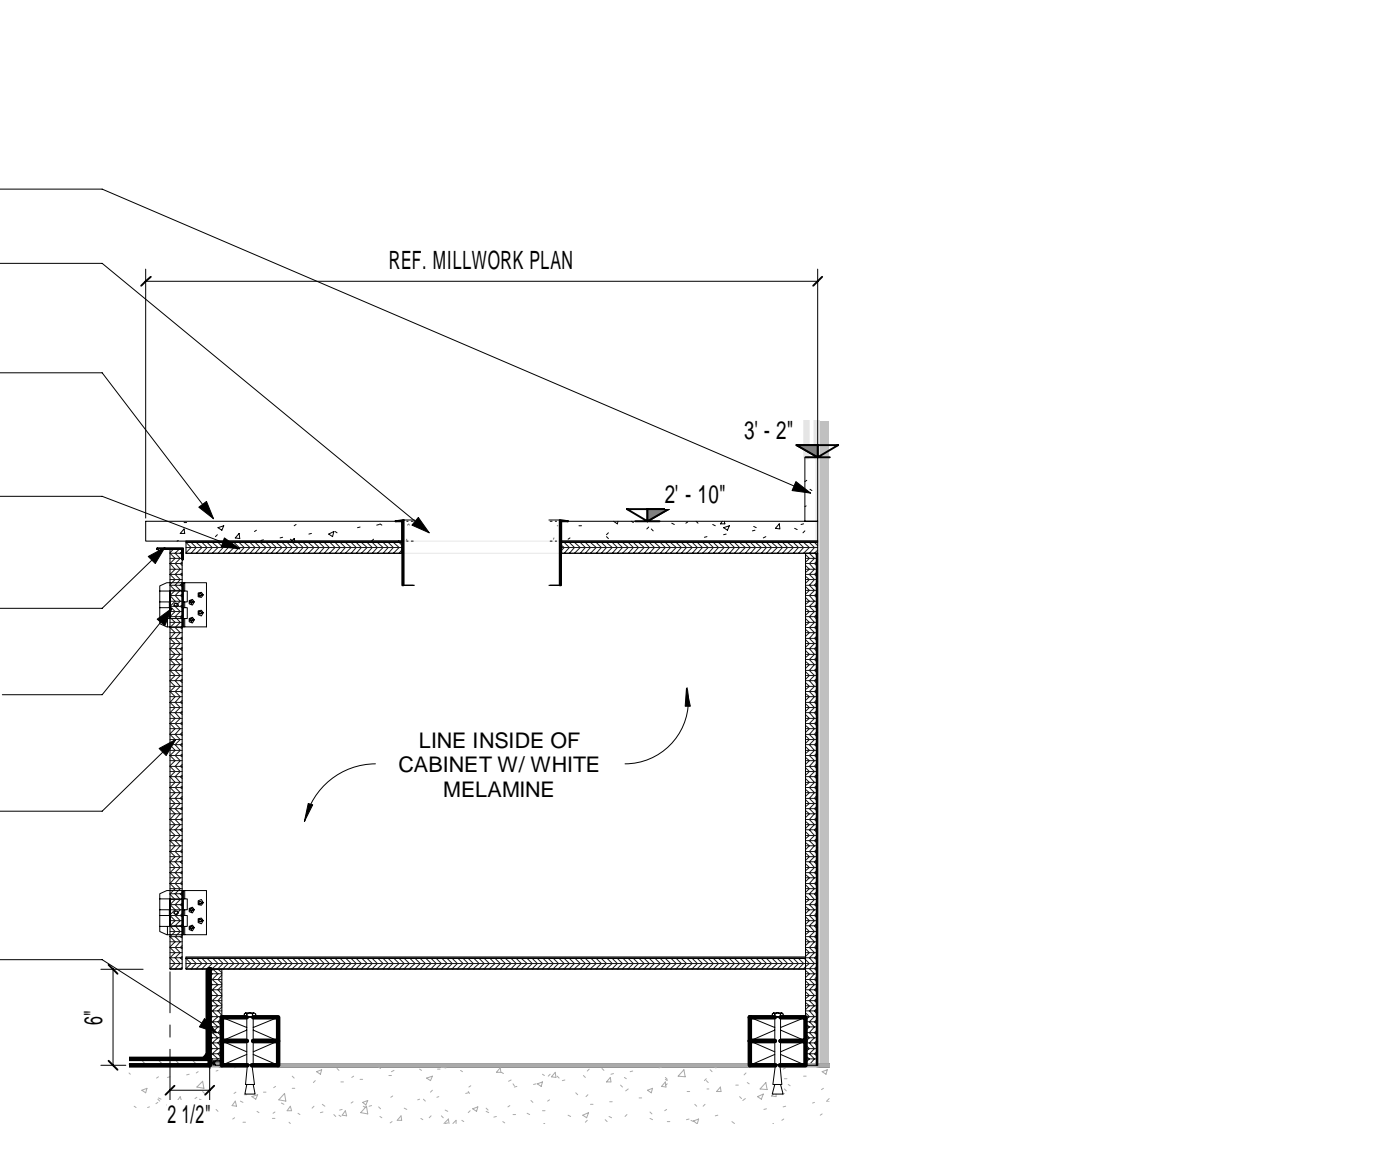 REF. MILLWORK PLAN
3' - 2"
2' - 10"
LINE INSIDE OF
CABINET W/ WHITE
MELAMINE
6"
2 1/2"